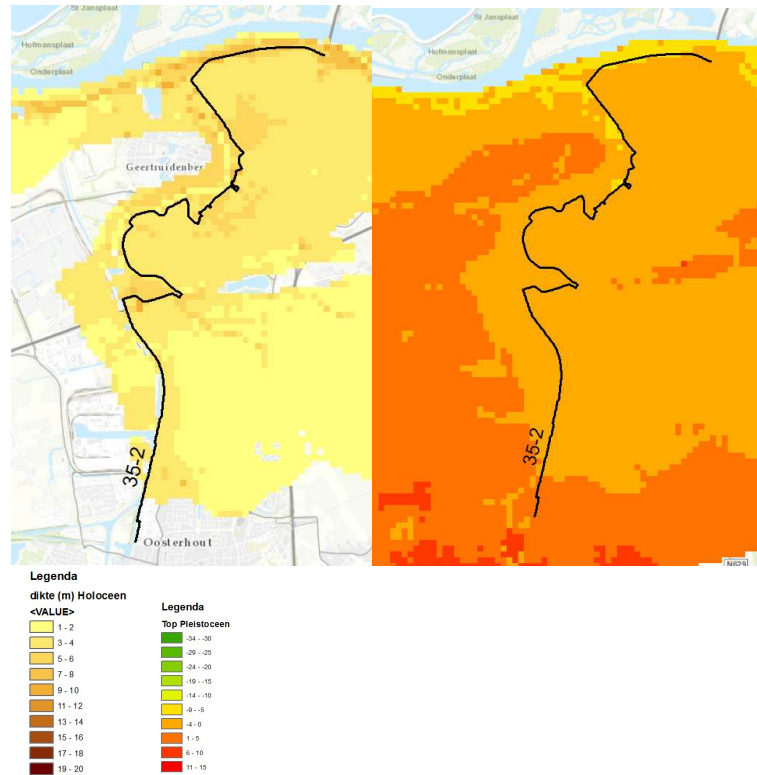 St Jansplaat
Hofmansplaat
Onderplaat
Geertruidenber
35-2
Oosterhout
St Jansplaat
Hofmansplaat
Onderplaat
35-2
N629
Legenda
dikte (m) Holoceen
<VALUE>
1 - 2
3 - 4
5 - 6
7 - 8
9 - 10
11 - 12
13 - 14
15 - 16
17 - 18
19 - 20
Legenda
Top Pleistoceen
-34 - -30
-29 - -25
-24 - -20
-19 - -15
-14 - -10
-9 - -5
-4 - 0
1 - 5
6 - 10
11 - 15